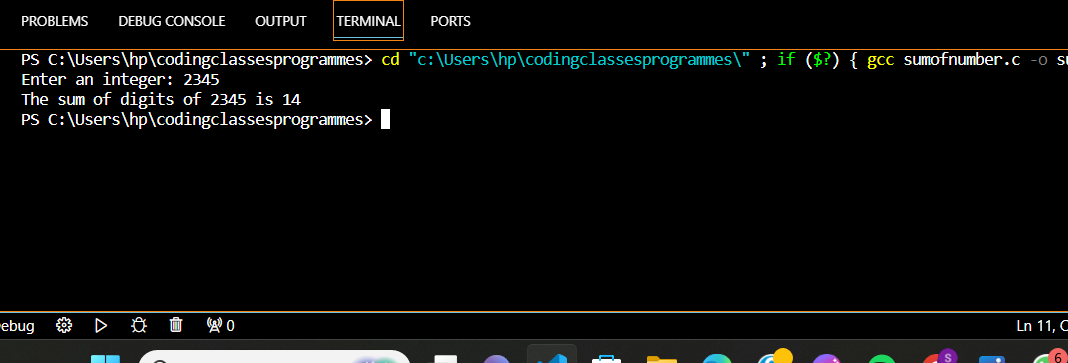 PROBLEMS DEBUG CONSOLE OUTPUT TERMINAL PORTS
PS C:\Users\hp\codingclassesprogrammes> cd "c:\Users\hp\codingclassesprogrammes\" ; if ($?) { gcc sumofnumber.c -o su
Enter an integer: 2345
The sum of digits of 2345 is 14
PS C:\Users\hp\codingclassesprogrammes>
ebug 0 Ln 11, C
S 6